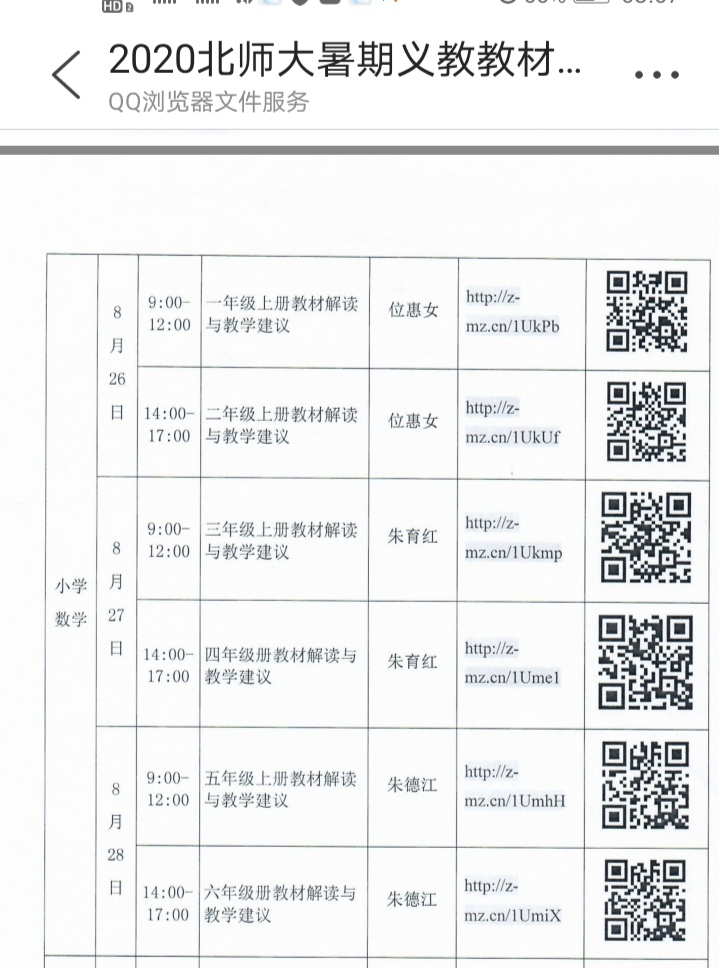 HD 2
2020北师大暑期义教教材...
QQ浏览器文件服务
小学
数学
8
月
26
日
9:00-
12:00
一年级上册教材解读
与教学建议
位惠女
http://z-
mz.cn/1UkPb
14:00-
17:00
二年级上册教材解读
与教学建议
位惠女
http://z-
mz.cn/1UkUf
8
月
27
日
9:00-
12:00
三年级上册教材解读
与教学建议
朱育红
http://z-
mz.cn/1Ukmp
14:00-
17:00
四年级册教材解读与
教学建议
朱育红
http://z-
mz.cn/1Ume1
8
月
28
日
9:00-
12:00
五年级上册教材解读
与教学建议
朱德江
http://z-
mz.cn/1UmhH
14:00-
17:00
六年级册教材解读与
教学建议
朱德江
http://z-
mz.cn/1UmiX